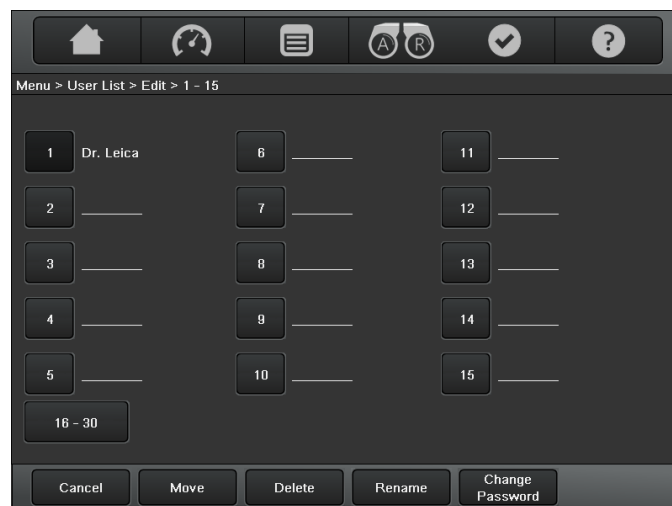 A R ?
Menu > User List > Edit > 1 - 15
1 Dr. Leica 6 11
2 7 12
3 8 13
4 9 14
5 10 15
16 - 30
Cancel Move Delete Rename Change
Password